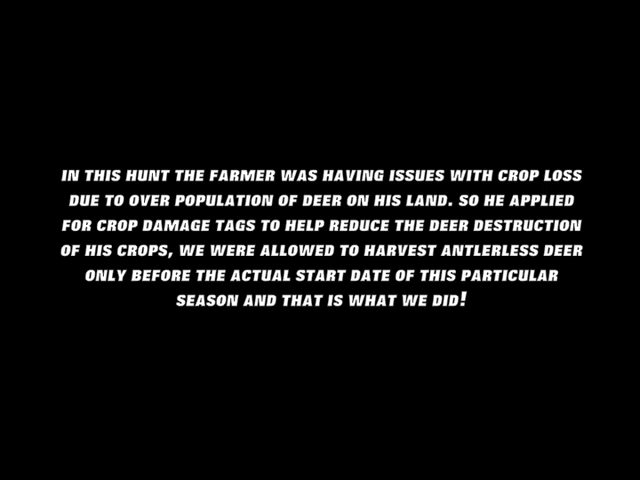 IN THIS HUNT THE FARMER WAS HAVING ISSUES WITH CROP LOSS
DUE TO OVER POPULATION OF DEER ON HIS LAND. SO HE APPLIED
FOR CROP DAMAGE TAGS TO HELP REDUCE THE DEER DESTRUCTION
OF HIS CROPS, WE WERE ALLOWED TO HARVEST ANTLERLESS DEER
ONLY BEFORE THE ACTUAL START DATE OF THIS PARTICULAR
SEASON AND THAT IS WHAT WE DID!